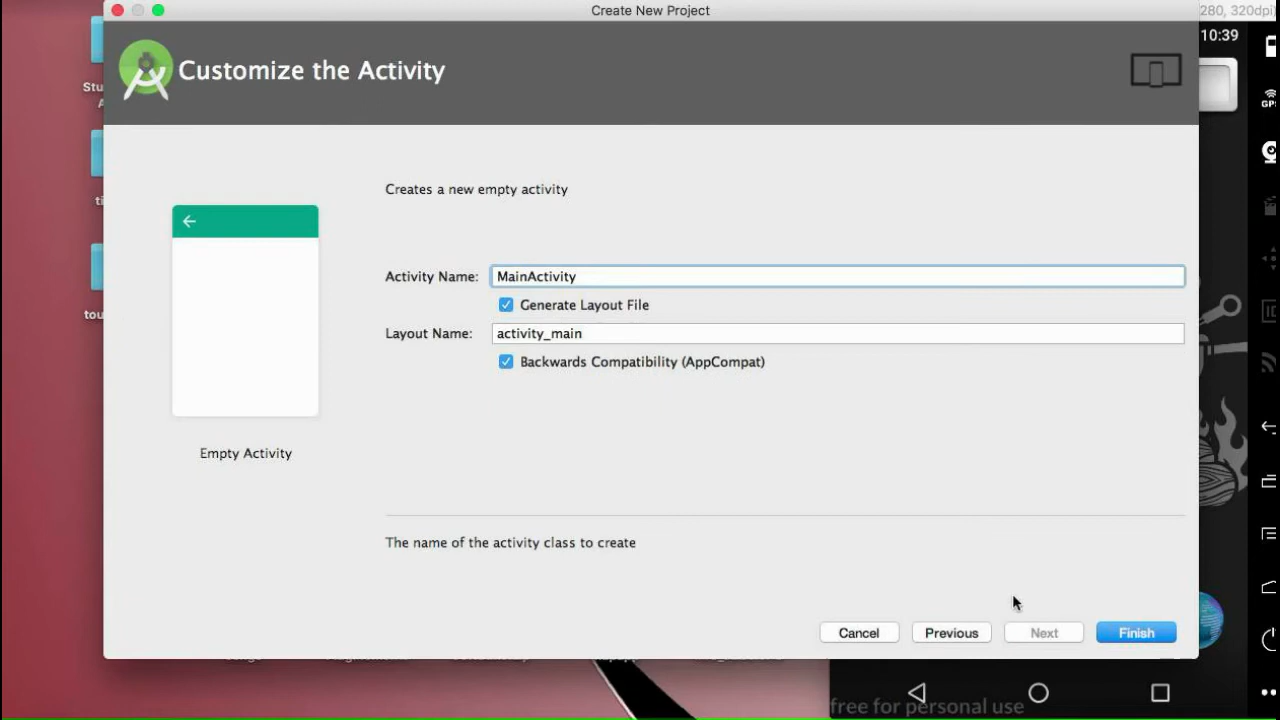 Create New Project
280, 320dpi)
10:39
Customize the Activity
GPS
Creates a new empty activity
Activity Name: MainActivity
Generate Layout File
Layout Name: activity_main
Backwards Compatibility (AppCompat)
Empty Activity
The name of the activity class to create
Cancel
Previous
Next
Finish
free for personal use